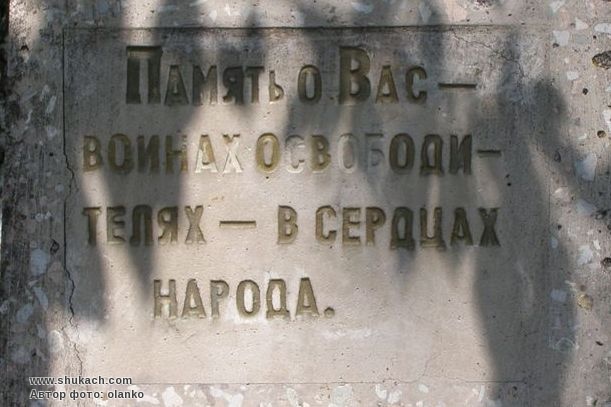 Память о Вас –
воинах освободи–
телях – в сердцах
народа.
www.shukach.com
Автор фото: olanko